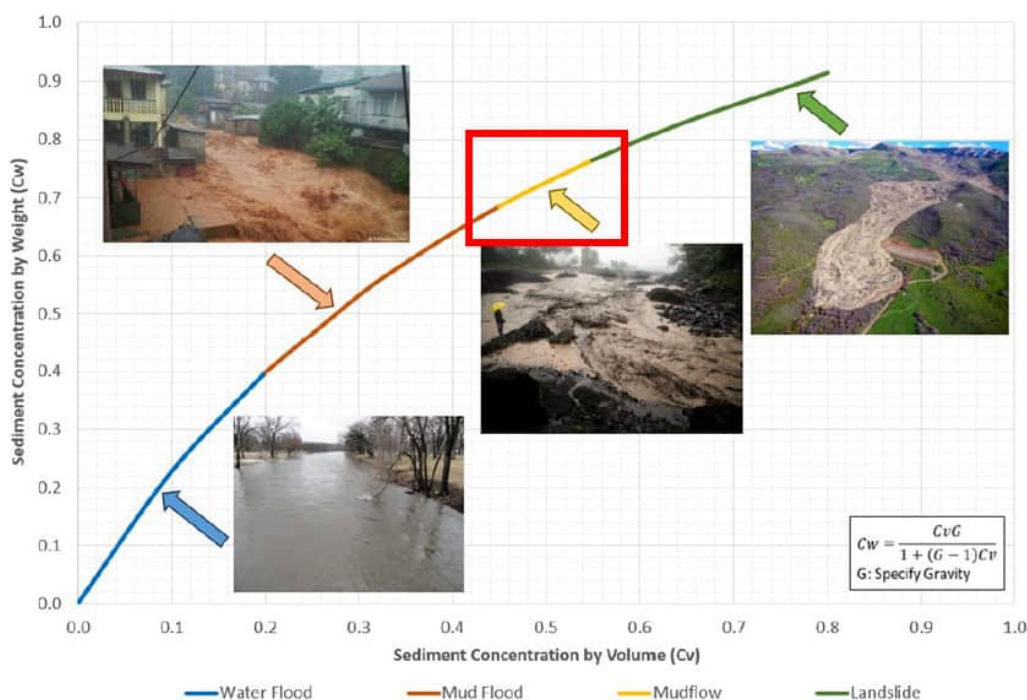 1.0
0.9
0.8
0.7
0.6
0.5
0.4
0.3
0.2
0.1
0.0
Sediment Concentration by Weight (Cw)
Cw = CvG / 1 + (G − 1)Cv
G: Specify Gravity
0.0 0.1 0.2 0.3 0.4 0.5 0.6 0.7 0.8 0.9 1.0
Sediment Concentration by Volume (Cv)
Water Flood Mud Flood Mudflow Landslide